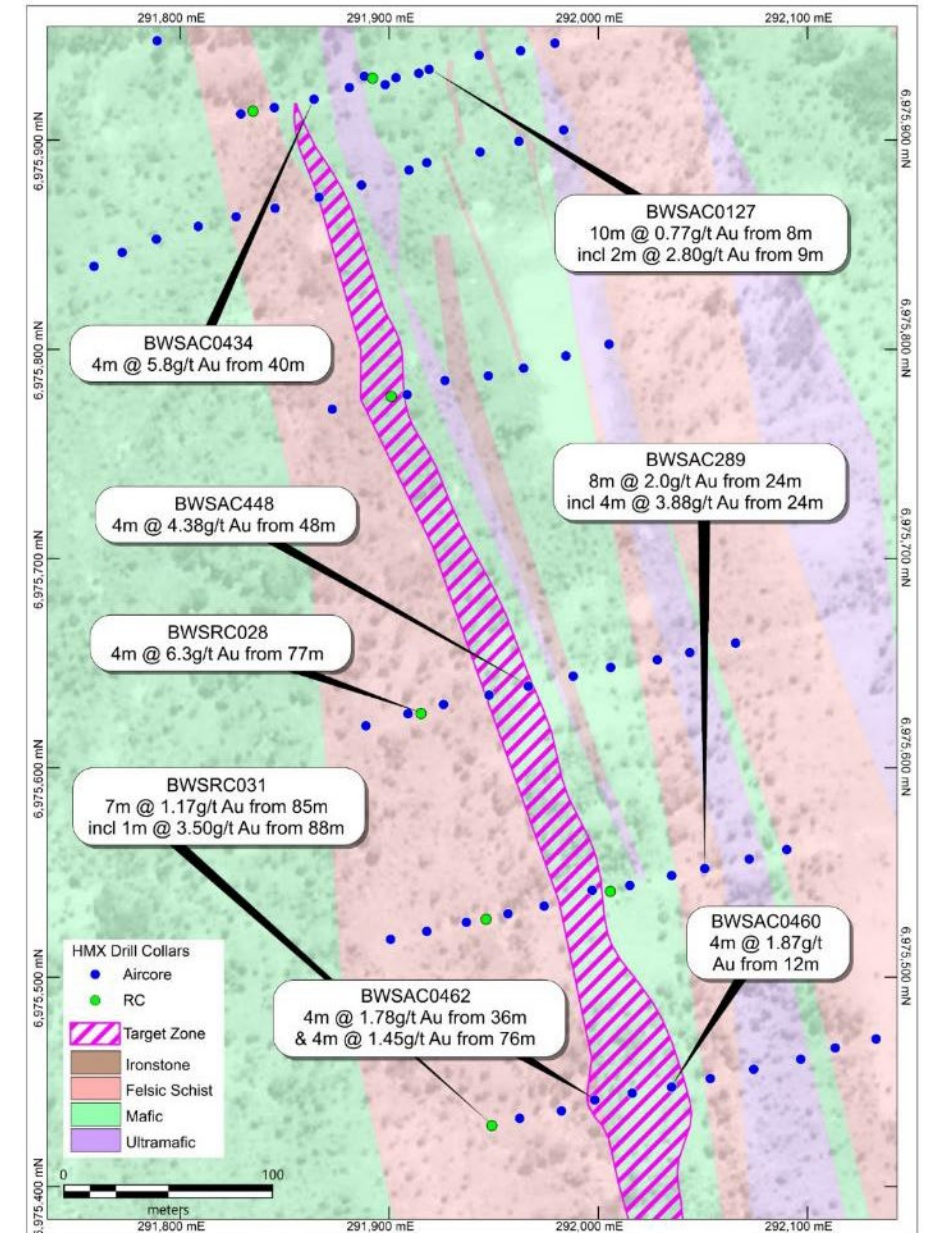 291,800 mE
291,900 mE
292,000 mE
292,100 mE
6,975,900 mN
6,975,900 mN
BWSAC0127
10m @ 0.77g/t Au from 8m
incl 2m @ 2.80g/t Au from 9m
BWSAC0434
4m @ 5.8g/t Au from 40m
6,975,800 mN
6,975,800 mN
BWSAC289
8m @ 2.0g/t Au from 24m
incl 4m @ 3.88g/t Au from 24m
BWSAC448
4m @ 4.38g/t Au from 48m
6,975,700 mN
6,975,700 mN
BWSRC028
4m @ 6.3g/t Au from 77m
6,975,600 mN
6,975,600 mN
BWSRC031
7m @ 1.17g/t Au from 85m
incl 1m @ 3.50g/t Au from 88m
BWSAC0460
4m @ 1.87g/t
Au from 12m
6,975,500 mN
6,975,500 mN
BWSAC0462
4m @ 1.78g/t Au from 36m
& 4m @ 1.45g/t Au from 76m
HMX Drill Collars
Aircore
RC
Target Zone
Ironstone
Felsic Schist
Mafic
Ultramafic
0
100
meters
6,975,400 mN
6,975,400 mN
291,800 mE
291,900 mE
292,000 mE
292,100 mE